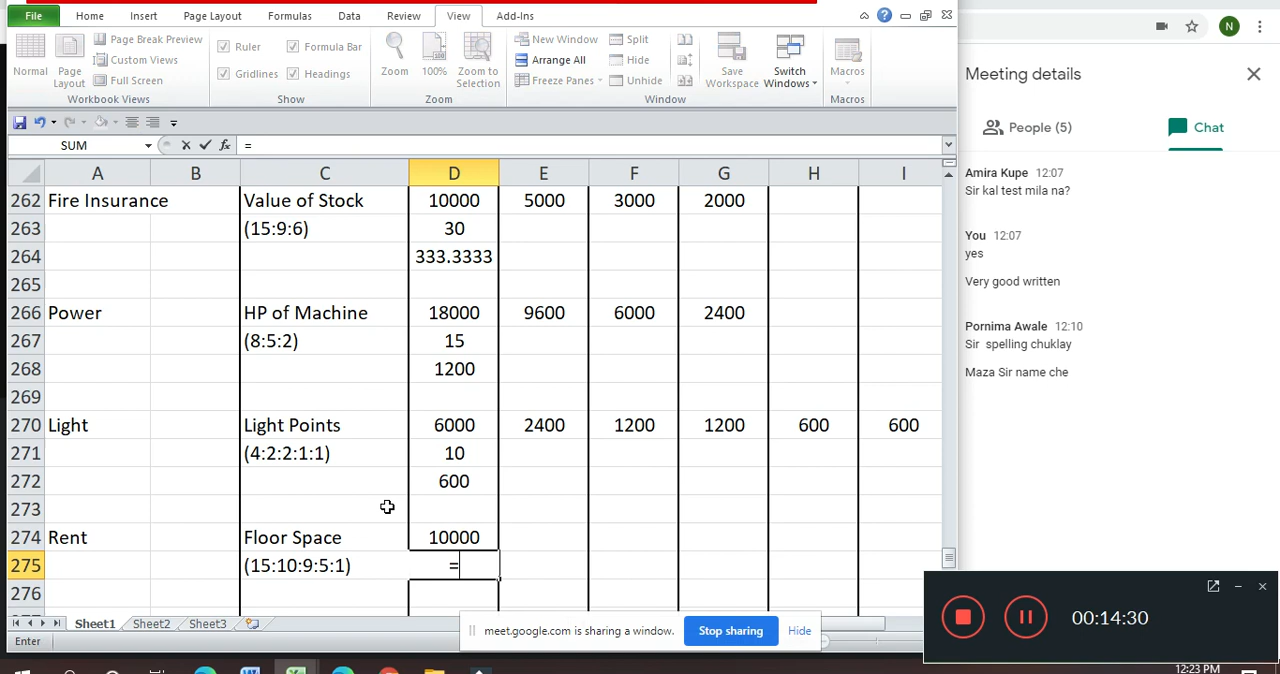 File Home Insert Page Layout Formulas Data Review View Add-Ins
Normal
Page Layout
Page Break Preview
Custom Views
Full Screen
Workbook Views
Ruler Formula Bar
Gridlines Headings
Show
Zoom 100% Zoom to Selection
Zoom
New Window
Arrange All
Freeze Panes
Split
Hide
Unhide
Save Workspace
Switch Windows
Window
Macros
Macros
SUM fx =
A B C D E F G H I
262 Fire Insurance Value of Stock 10000 5000 3000 2000
263 (15:9:6) 30
264 333.3333
265
266 Power HP of Machine 18000 9600 6000 2400
267 (8:5:2) 15
268 1200
269
270 Light Light Points 6000 2400 1200 1200 600 600
271 (4:2:2:1:1) 10
272 600
273
274 Rent Floor Space 10000
275 (15:10:9:5:1) =
276
Sheet1 Sheet2 Sheet3
Enter
meet.google.com is sharing a window. Stop sharing Hide
N
Meeting details
People (5) Chat
Amira Kupe 12:07
Sir kal test mila na?
You 12:07
yes
Very good written
Pornima Awale 12:10
Sir spelling chuklay
Maza Sir name che
00:14:30
12:23 PM